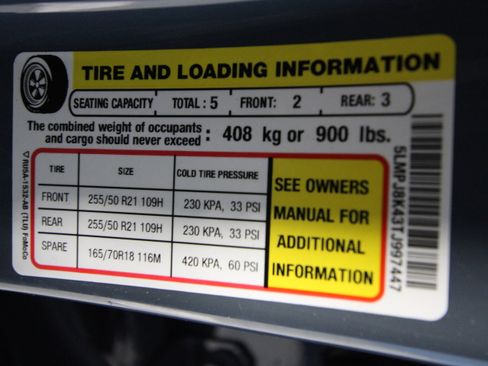 TIRE AND LOADING INFORMATION
SEATING CAPACITY TOTAL : 5 FRONT: 2 REAR: 3
The combined weight of occupants
and cargo should never exceed : 408 kg or 900 lbs.
TIRE SIZE COLD TIRE PRESSURE
FRONT 255/50 R21 109H 230 KPA, 33 PSI
REAR 255/50 R21 109H 230 KPA, 33 PSI
SPARE 165/70R18 116M 420 KPA, 60 PSI
SEE OWNERS
MANUAL FOR
ADDITIONAL
INFORMATION
5LMPJ8K43TJ997447